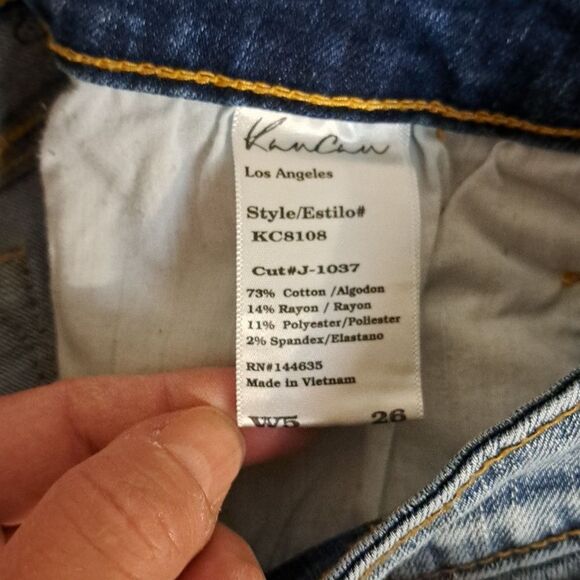 Kancan
Los Angeles
Style/Estilo#
KC8108
Cut#J-1037
73% Cotton /Algodon
14% Rayon / Rayon
11% Polyester/Poliester
2% Spandex/Elastano
RN#144635
Made in Vietnam
W5 26